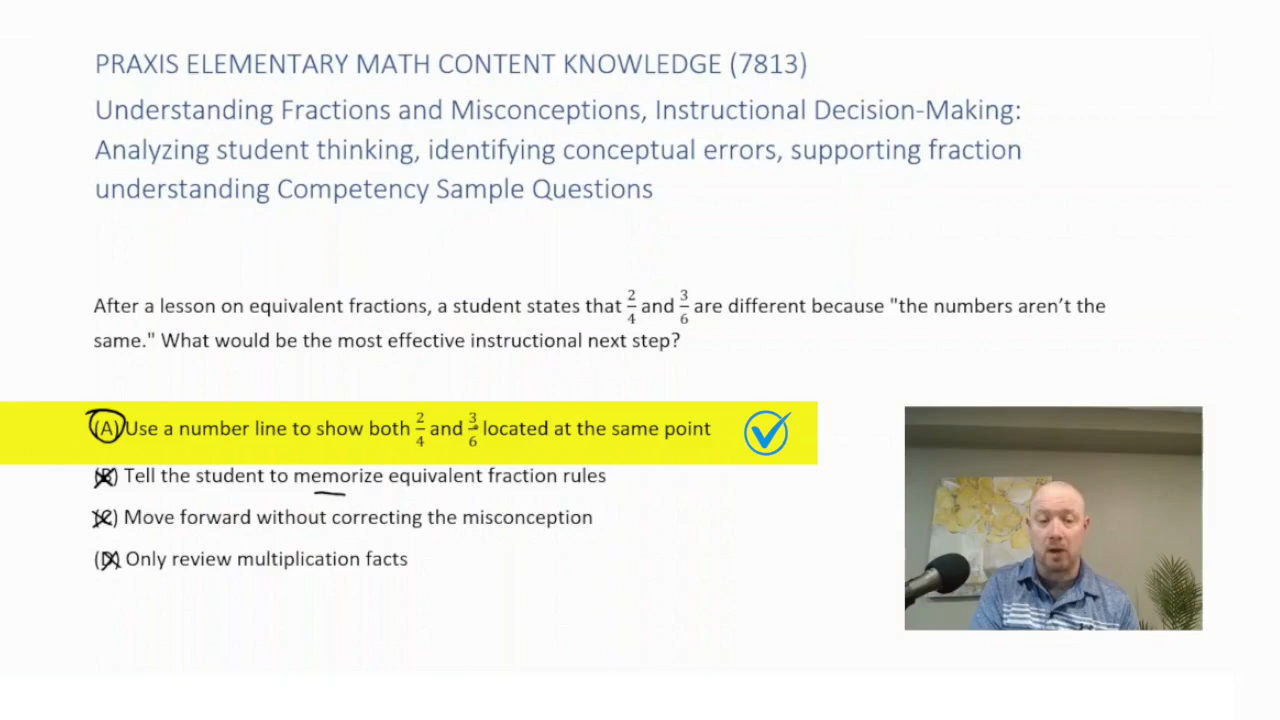 PRAXIS ELEMENTARY MATH CONTENT KNOWLEDGE (7813)
Understanding Fractions and Misconceptions, Instructional Decision-Making:
Analyzing student thinking, identifying conceptual errors, supporting fraction
understanding Competency Sample Questions
After a lesson on equivalent fractions, a student states that 2/4 and 3/6 are different because "the numbers aren’t the
same." What would be the most effective instructional next step?
(A) Use a number line to show both 2/4 and 3/6 located at the same point
(B) Tell the student to memorize equivalent fraction rules
(C) Move forward without correcting the misconception
(D) Only review multiplication facts